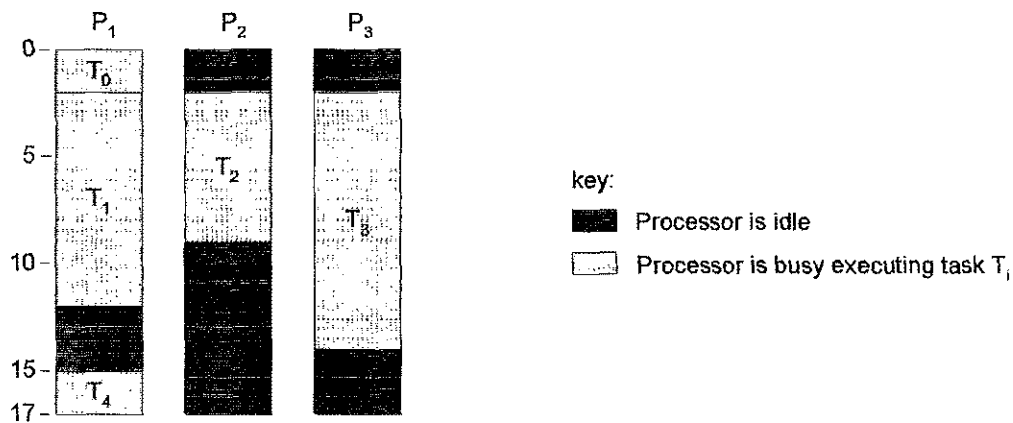 P1 P2 P3
0
T0
5
T2
T1
T3
10
15
T4
17
key:
Processor is idle
Processor is busy executing task Ti